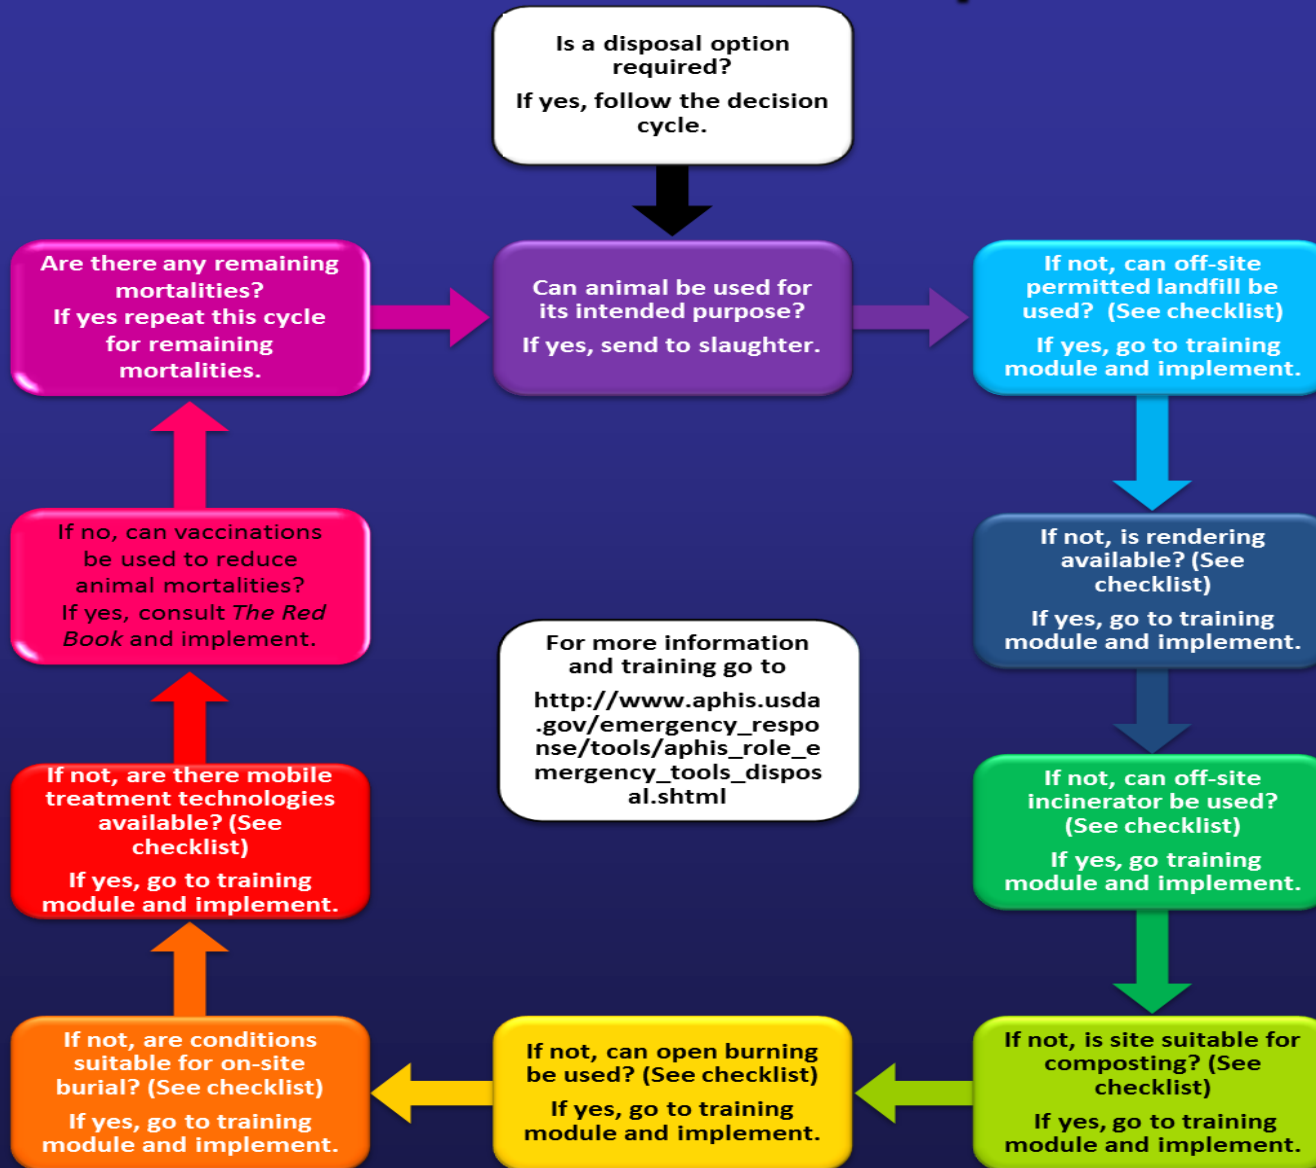 Is a disposal option
required?
If yes, follow the decision
cycle.
Are there any remaining
mortalities?
If yes repeat this cycle
for remaining
mortalities.
Can animal be used for
its intended purpose?
If yes, send to slaughter.
If not, can off-site
permitted landfill be
used? (See checklist)
If yes, go to training
module and implement.
If not, is rendering
available? (See
checklist)
If yes, go to training
module and implement.
If not, can off-site
incinerator be used?
(See checklist)
If yes, go training
module and implement.
If not, is site suitable for
composting? (See
checklist)
If yes, go to training
module and implement.
If not, can open burning
be used? (See checklist)
If yes, go to training
module and implement.
If not, are conditions
suitable for on-site
burial? (See checklist)
If yes, go to training
module and implement.
If not, are there mobile
treatment technologies
available? (See
checklist)
If yes, go to training
module and implement.
If no, can vaccinations
be used to reduce
animal mortalities?
If yes, consult The Red
Book and implement.
For more information
and training go to
http://www.aphis.usda
.gov/emergency_respo
nse/tools/aphis_role_e
mergency_tools_dispos
al.shtml